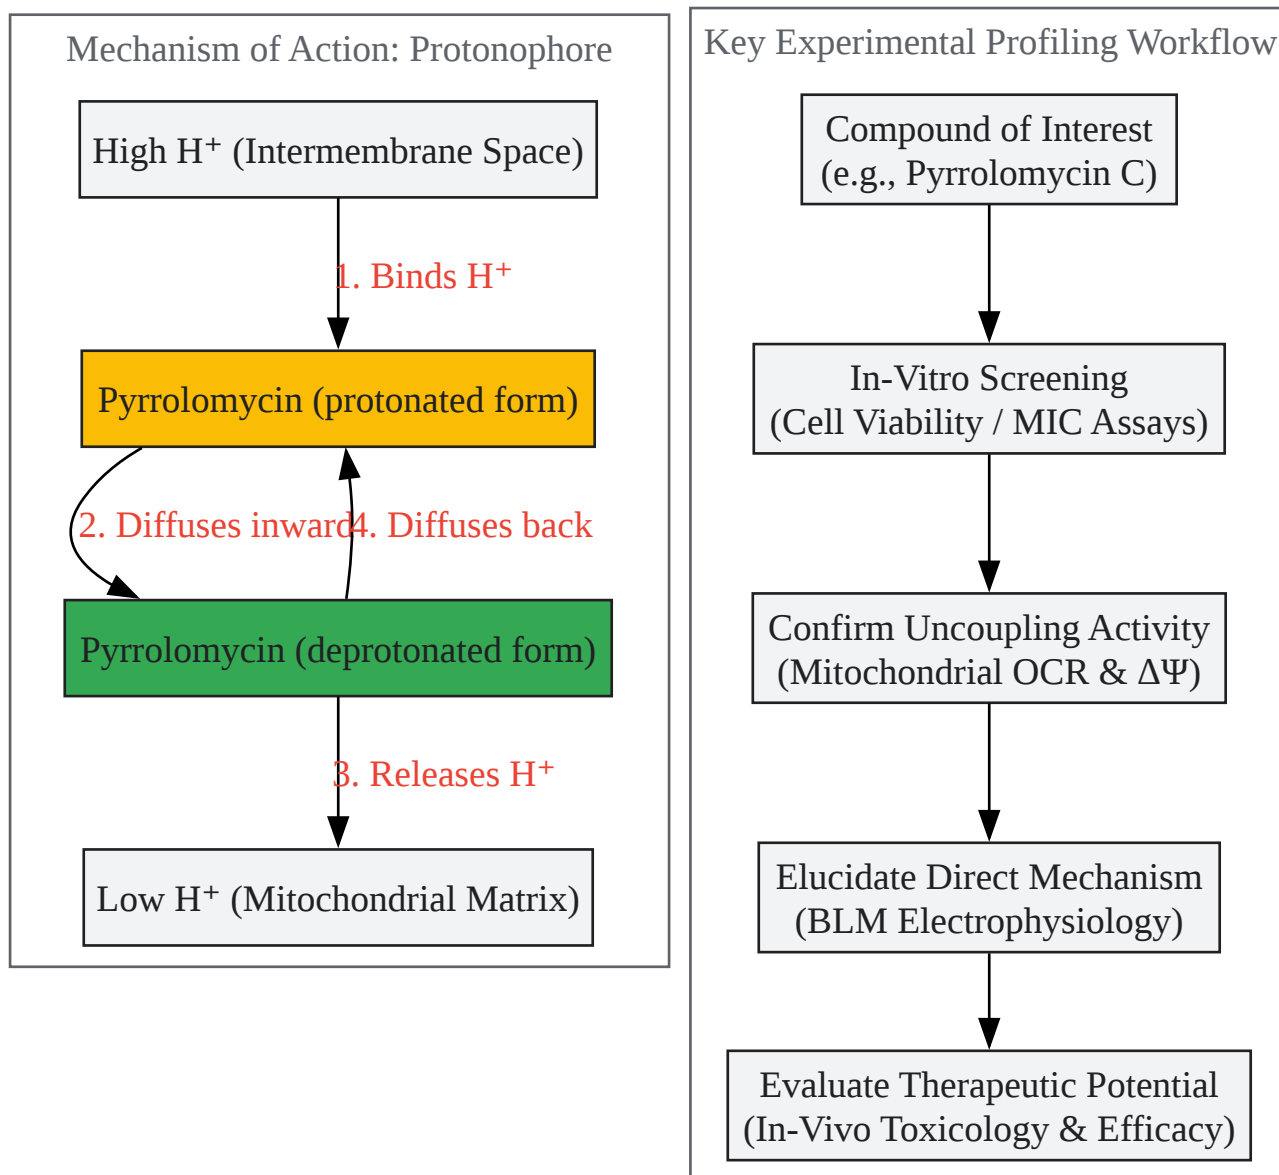 Mechanism of Action: Protonophore
High H⁺ (Intermembrane Space)
1. Binds H⁺
Pyrrolomycin (protonated form)
2. Diffuses inward
4. Diffuses back
Pyrrolomycin (deprotonated form)
3. Releases H⁺
Low H⁺ (Mitochondrial Matrix)
Key Experimental Profiling Workflow
Compound of Interest
(e.g., Pyrrolomycin C)
In-Vitro Screening
(Cell Viability / MIC Assays)
Confirm Uncoupling Activity
(Mitochondrial OCR & ΔΨ)
Elucidate Direct Mechanism
(BLM Electrophysiology)
Evaluate Therapeutic Potential
(In-Vivo Toxicology & Efficacy)